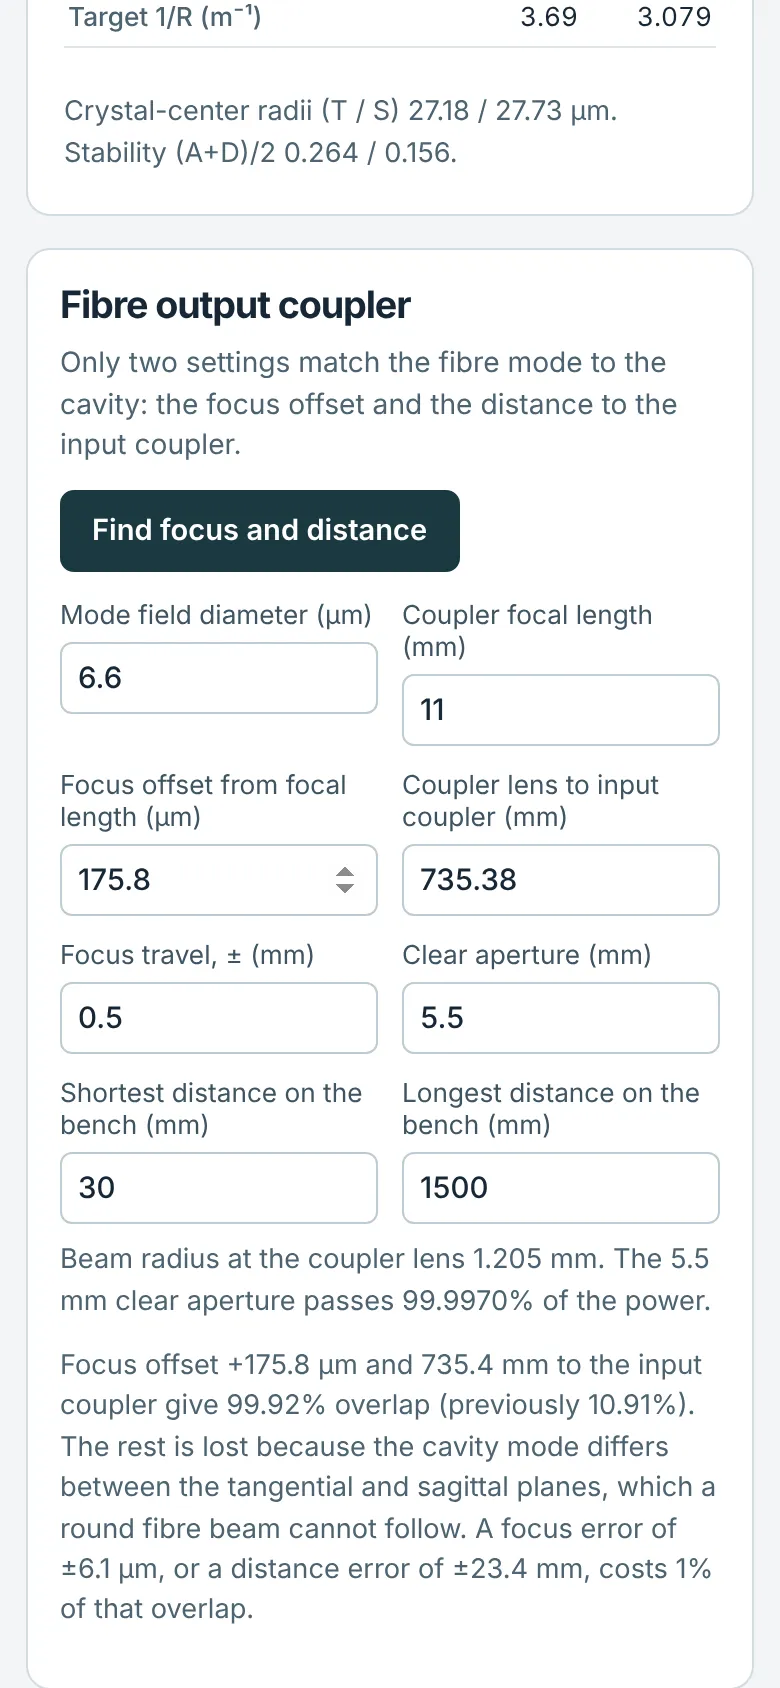 Target 1/R (m⁻¹) 3.69 3.079
Crystal-center radii (T / S) 27.18 / 27.73 µm.
Stability (A+D)/2 0.264 / 0.156.
Fibre output coupler
Only two settings match the fibre mode to the
cavity: the focus offset and the distance to the
input coupler.
Find focus and distance
Mode field diameter (µm)
6.6
Coupler focal length
(mm)
11
Focus offset from focal
length (µm)
175.8
Coupler lens to input
coupler (mm)
735.38
Focus travel, ± (mm)
0.5
Clear aperture (mm)
5.5
Shortest distance on the
bench (mm)
30
Longest distance on the
bench (mm)
1500
Beam radius at the coupler lens 1.205 mm. The 5.5
mm clear aperture passes 99.9970% of the power.
Focus offset +175.8 µm and 735.4 mm to the input
coupler give 99.92% overlap (previously 10.91%).
The rest is lost because the cavity mode differs
between the tangential and sagittal planes, which a
round fibre beam cannot follow. A focus error of
±6.1 µm, or a distance error of ±23.4 mm, costs 1%
of that overlap.